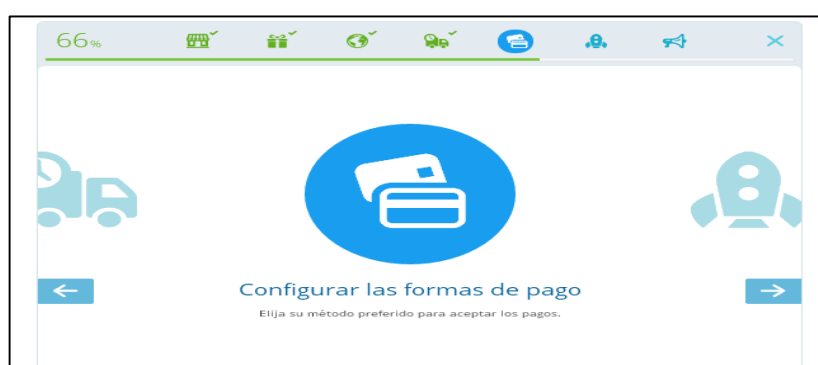 66%
Configurar las formas de pago
Elija su método preferido para aceptar los pagos.